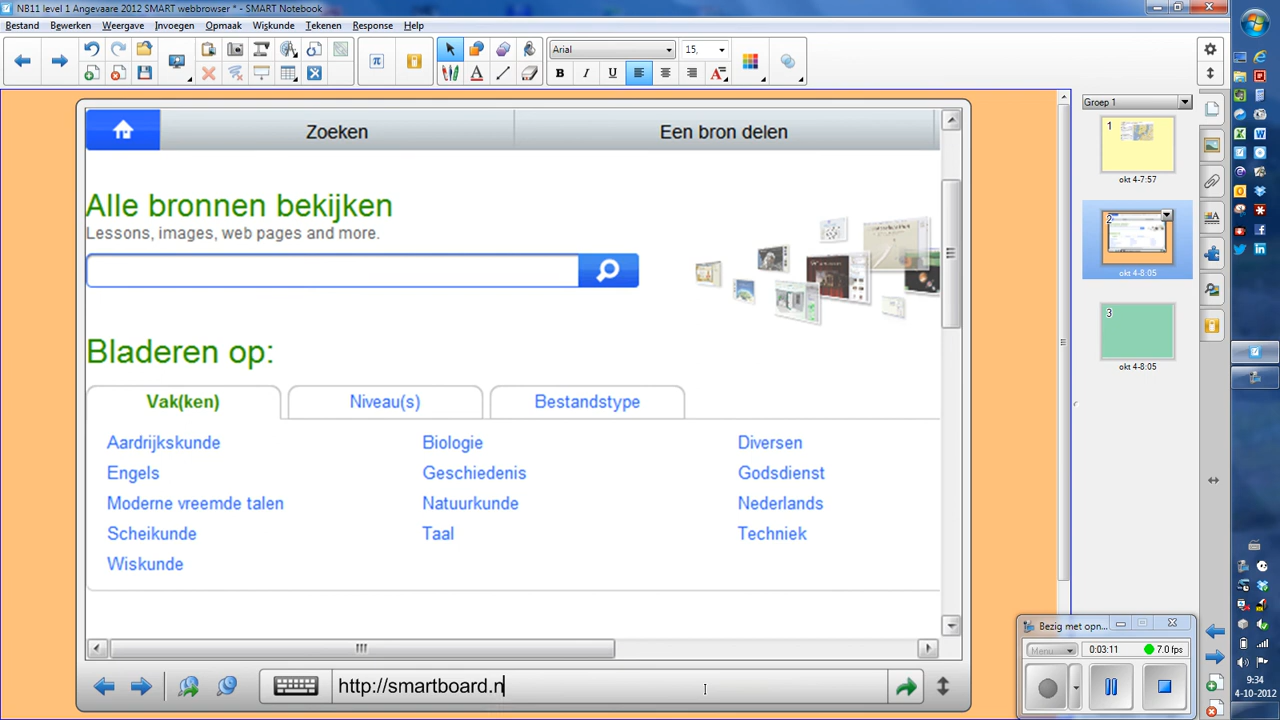 NB11 level 1 Angevaare 2012 SMART webbrowser * - SMART Notebook
Bestand Bewerken Weergave Invoegen Opmaak Wiskunde Tekenen Response Help
Arial 15,
π B I U A
Groep 1
Zoeken Een bron delen
1
okt 4-7:57
Alle bronnen bekijken
Lessons, images, web pages and more.
2
okt 4-8:05
Bladeren op:
3
okt 4-8:05
Vak(ken) Niveau(s) Bestandstype
Aardrijkskunde Biologie Diversen
Engels Geschiedenis Godsdienst
Moderne vreemde talen Natuurkunde Nederlands
Scheikunde Taal Techniek
Wiskunde
Bezig met opn...
Menu 0:03:11 7.0 fps
http://smartboard.n
9:34
4-10-2012